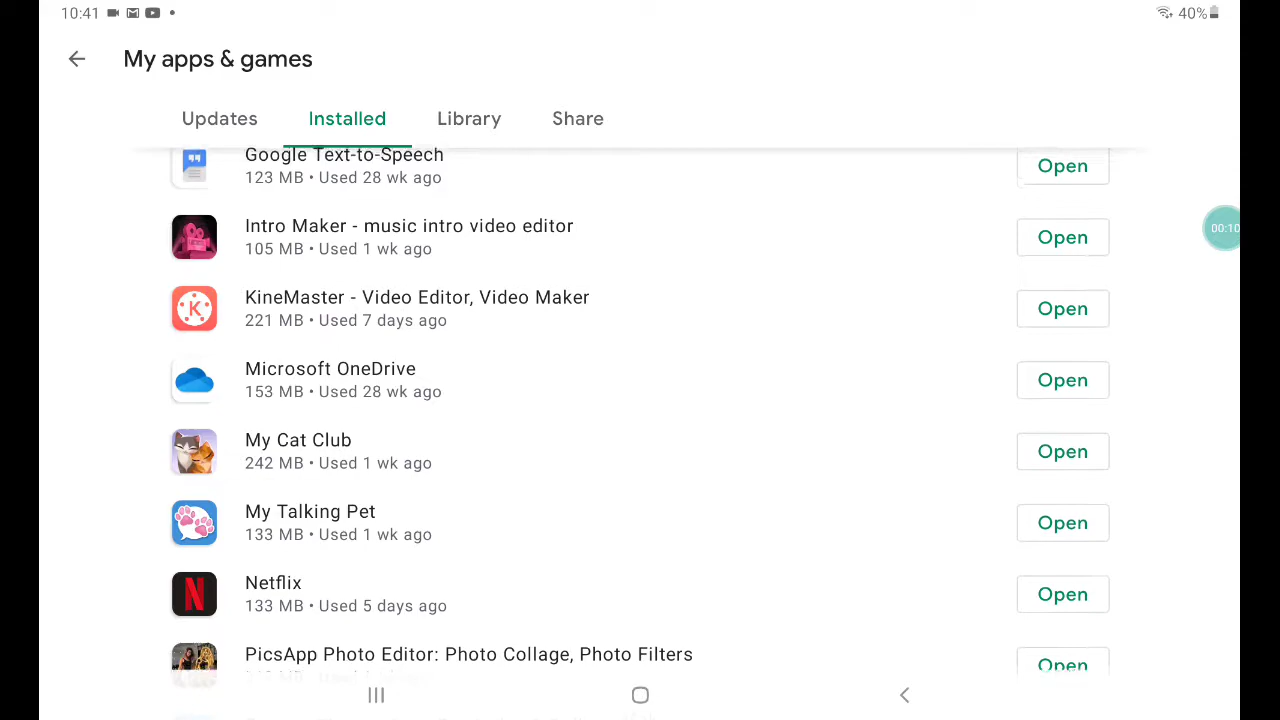 10:41
40%
My apps & games
Updates Installed Library Share
Google Text-to-Speech
123 MB • Used 28 wk ago
Open
Intro Maker - music intro video editor
105 MB • Used 1 wk ago
Open
00:10
KineMaster - Video Editor, Video Maker
221 MB • Used 7 days ago
Open
Microsoft OneDrive
153 MB • Used 28 wk ago
Open
My Cat Club
242 MB • Used 1 wk ago
Open
My Talking Pet
133 MB • Used 1 wk ago
Open
Netflix
133 MB • Used 5 days ago
Open
PicsApp Photo Editor: Photo Collage, Photo Filters
Open